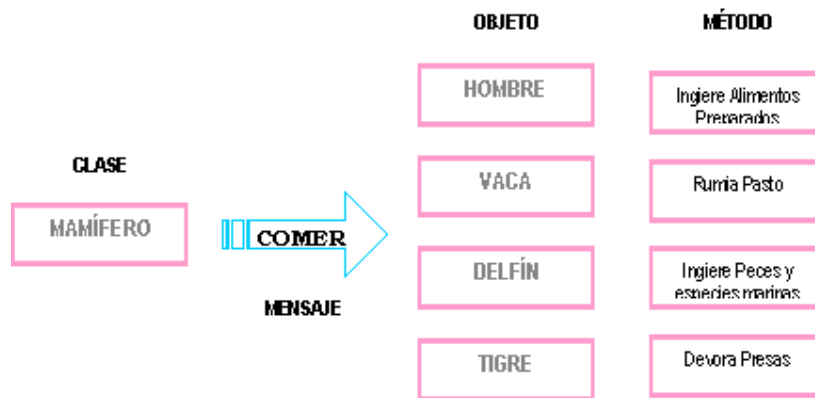 OBJETO
MÉTODO
HOMBRE
Ingiere Alimentos
Preparados
CLASE
VACA
Rumia Pasto
MAMÍFERO
COMER
DELFÍN
Ingiere Peces y
especies marinas
MENSAJE
TIGRE
Devora Presas